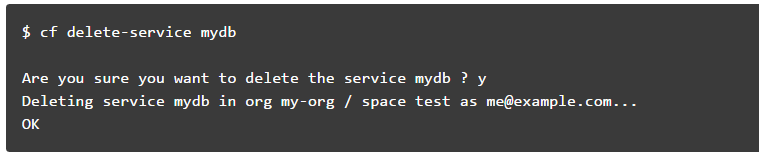 $ cf delete-service mydb
Are you sure you want to delete the service mydb ? y
Deleting service mydb in org my-org / space test as me@example.com...
OK